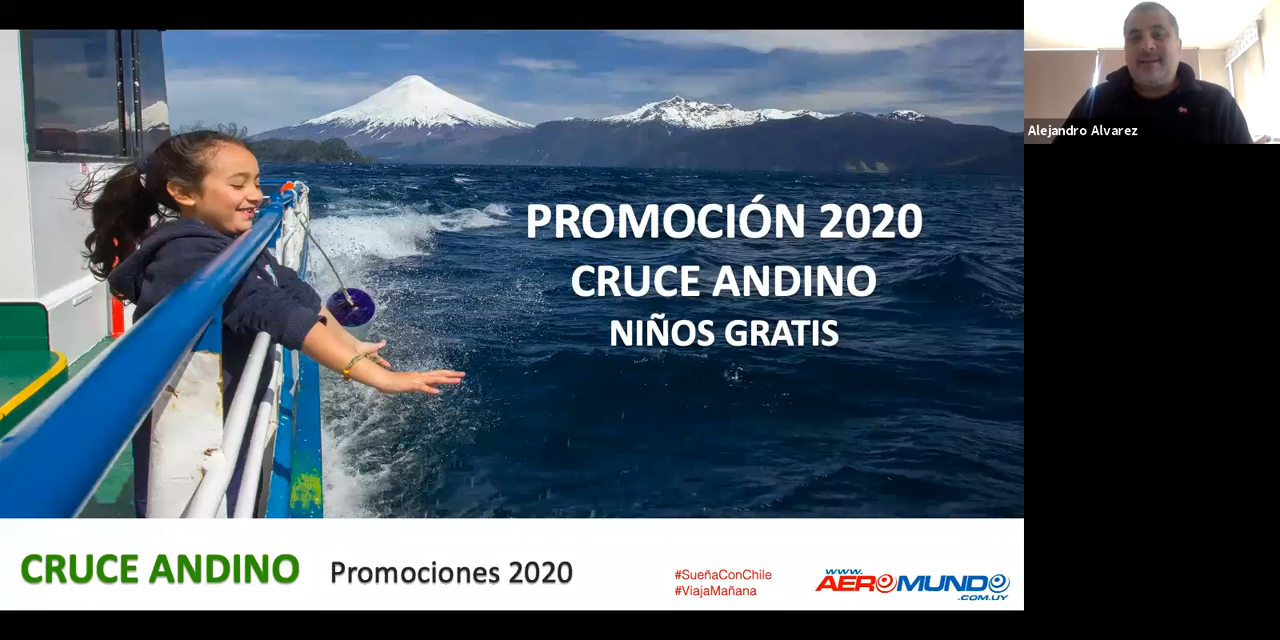 Alejandro Alvarez
PROMOCIÓN 2020
CRUCE ANDINO
NIÑOS GRATIS
CRUCE ANDINO
Promociones 2020
#SueñaConChile
#ViajaMañana
WWW.
AEROMUNDO
.COM.UY